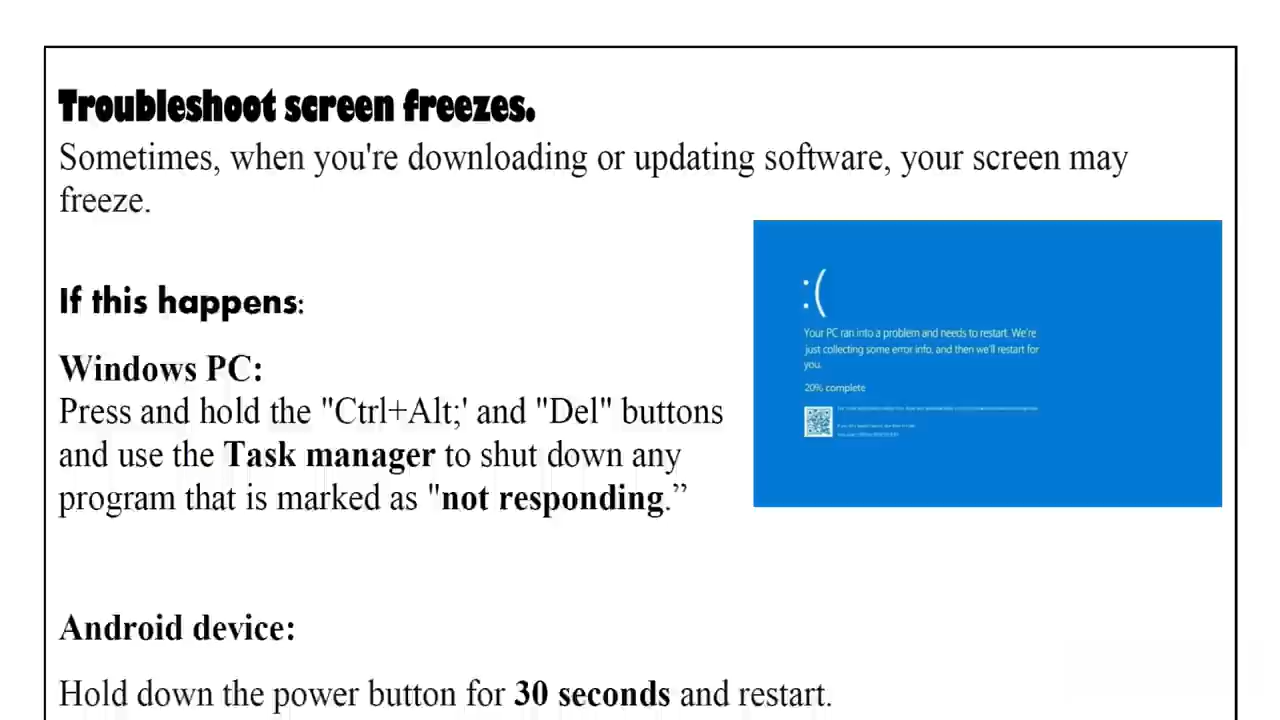 Troubleshoot screen freezes.
Sometimes, when you're downloading or updating software, your screen may
freeze.
If this happens:
Windows PC:
Press and hold the "Ctrl+Alt;' and "Del" buttons
and use the Task manager to shut down any
program that is marked as "not responding.”
:(
Your PC ran into a problem and needs to restart. We're
just collecting some error info, and then we'll restart for
you.
20% complete
Android device:
Hold down the power button for 30 seconds and restart.